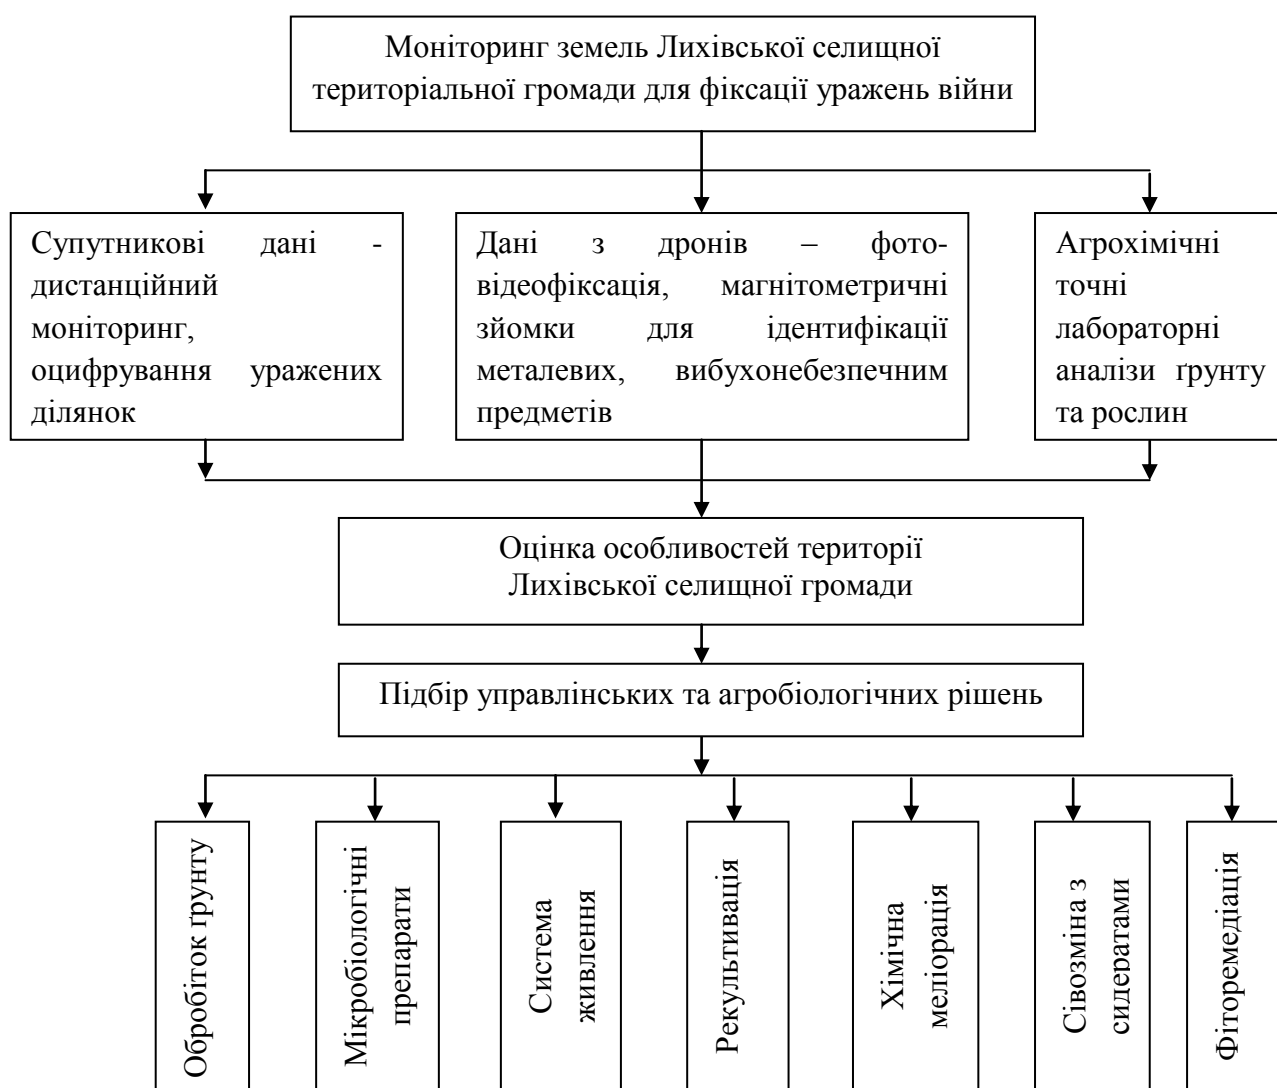 Моніторинг земель Лихівської селищної
територіальної громади для фіксації уражень війни
Супутникові дані -
дистанційний
моніторинг,
оцифрування уражених
ділянок
Дані з дронів – фото-
відеофіксація, магнітометричні
зйомки для ідентифікації
металевих, вибухонебезпечним
предметів
Агрохімічні
точні
лабораторні
аналізи ґрунту
та рослин
Оцінка особливостей території
Лихівської селищної громади
Підбір управлінських та агробіологічних рішень
Обробіток ґрунту
Мікробіологічні
препарати
Система
живлення
Рекультивація
Хімічна
меліорація
Сівозміна з
сидератами
Фіторемедіація